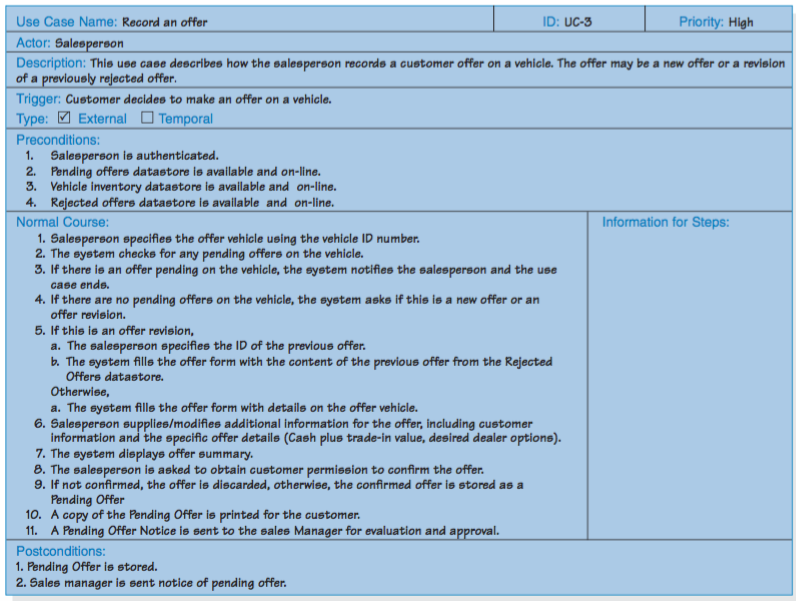 Use Case Name: Record an offer ID: UC-3 Priority: High
Actor: Salesperson
Description: This use case describes how the salesperson records a customer offer on a vehicle. The offer may be a new offer or a revision
of a previously rejected offer.
Trigger: Customer decides to make an offer on a vehicle.
Type: ☑ External ☐ Temporal
Preconditions:
1. Salesperson is authenticated.
2. Pending offers datastore is available and on-line.
3. Vehicle inventory datastore is available and on-line.
4. Rejected offers datastore is available and on-line.
Normal Course:
1. Salesperson specifies the offer vehicle using the vehicle ID number.
2. The system checks for any pending offers on the vehicle.
3. If there is an offer pending on the vehicle, the system notifies the salesperson and the use
case ends.
4. If there are no pending offers on the vehicle, the system asks if this is a new offer or an
offer revision.
5. If this is an offer revision,
a. The salesperson specifies the ID of the previous offer.
b. The system fills the offer form with the content of the previous offer from the Rejected
Offers datastore.
Otherwise,
a. The system fills the offer form with details on the offer vehicle.
6. Salesperson supplies/modifies additional information for the offer, including customer
information and the specific offer details (Cash plus trade-in value, desired dealer options).
7. The system displays offer summary.
8. The salesperson is asked to obtain customer permission to confirm the offer.
9. If not confirmed, the offer is discarded, otherwise, the confirmed offer is stored as a
Pending Offer
10. A copy of the Pending Offer is printed for the customer.
11. A Pending Offer Notice is sent to the sales Manager for evaluation and approval.
Information for Steps:
Postconditions:
1. Pending Offer is stored.
2. Sales manager is sent notice of pending offer.